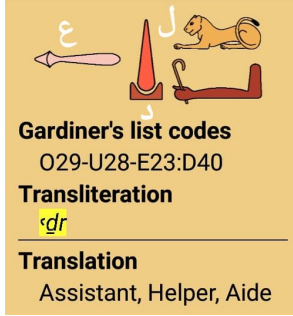 ع ل
د
Gardiner's list codes
O29-U28-E23:D40
Transliteration
ꜥḏr
Translation
Assistant, Helper, Aide